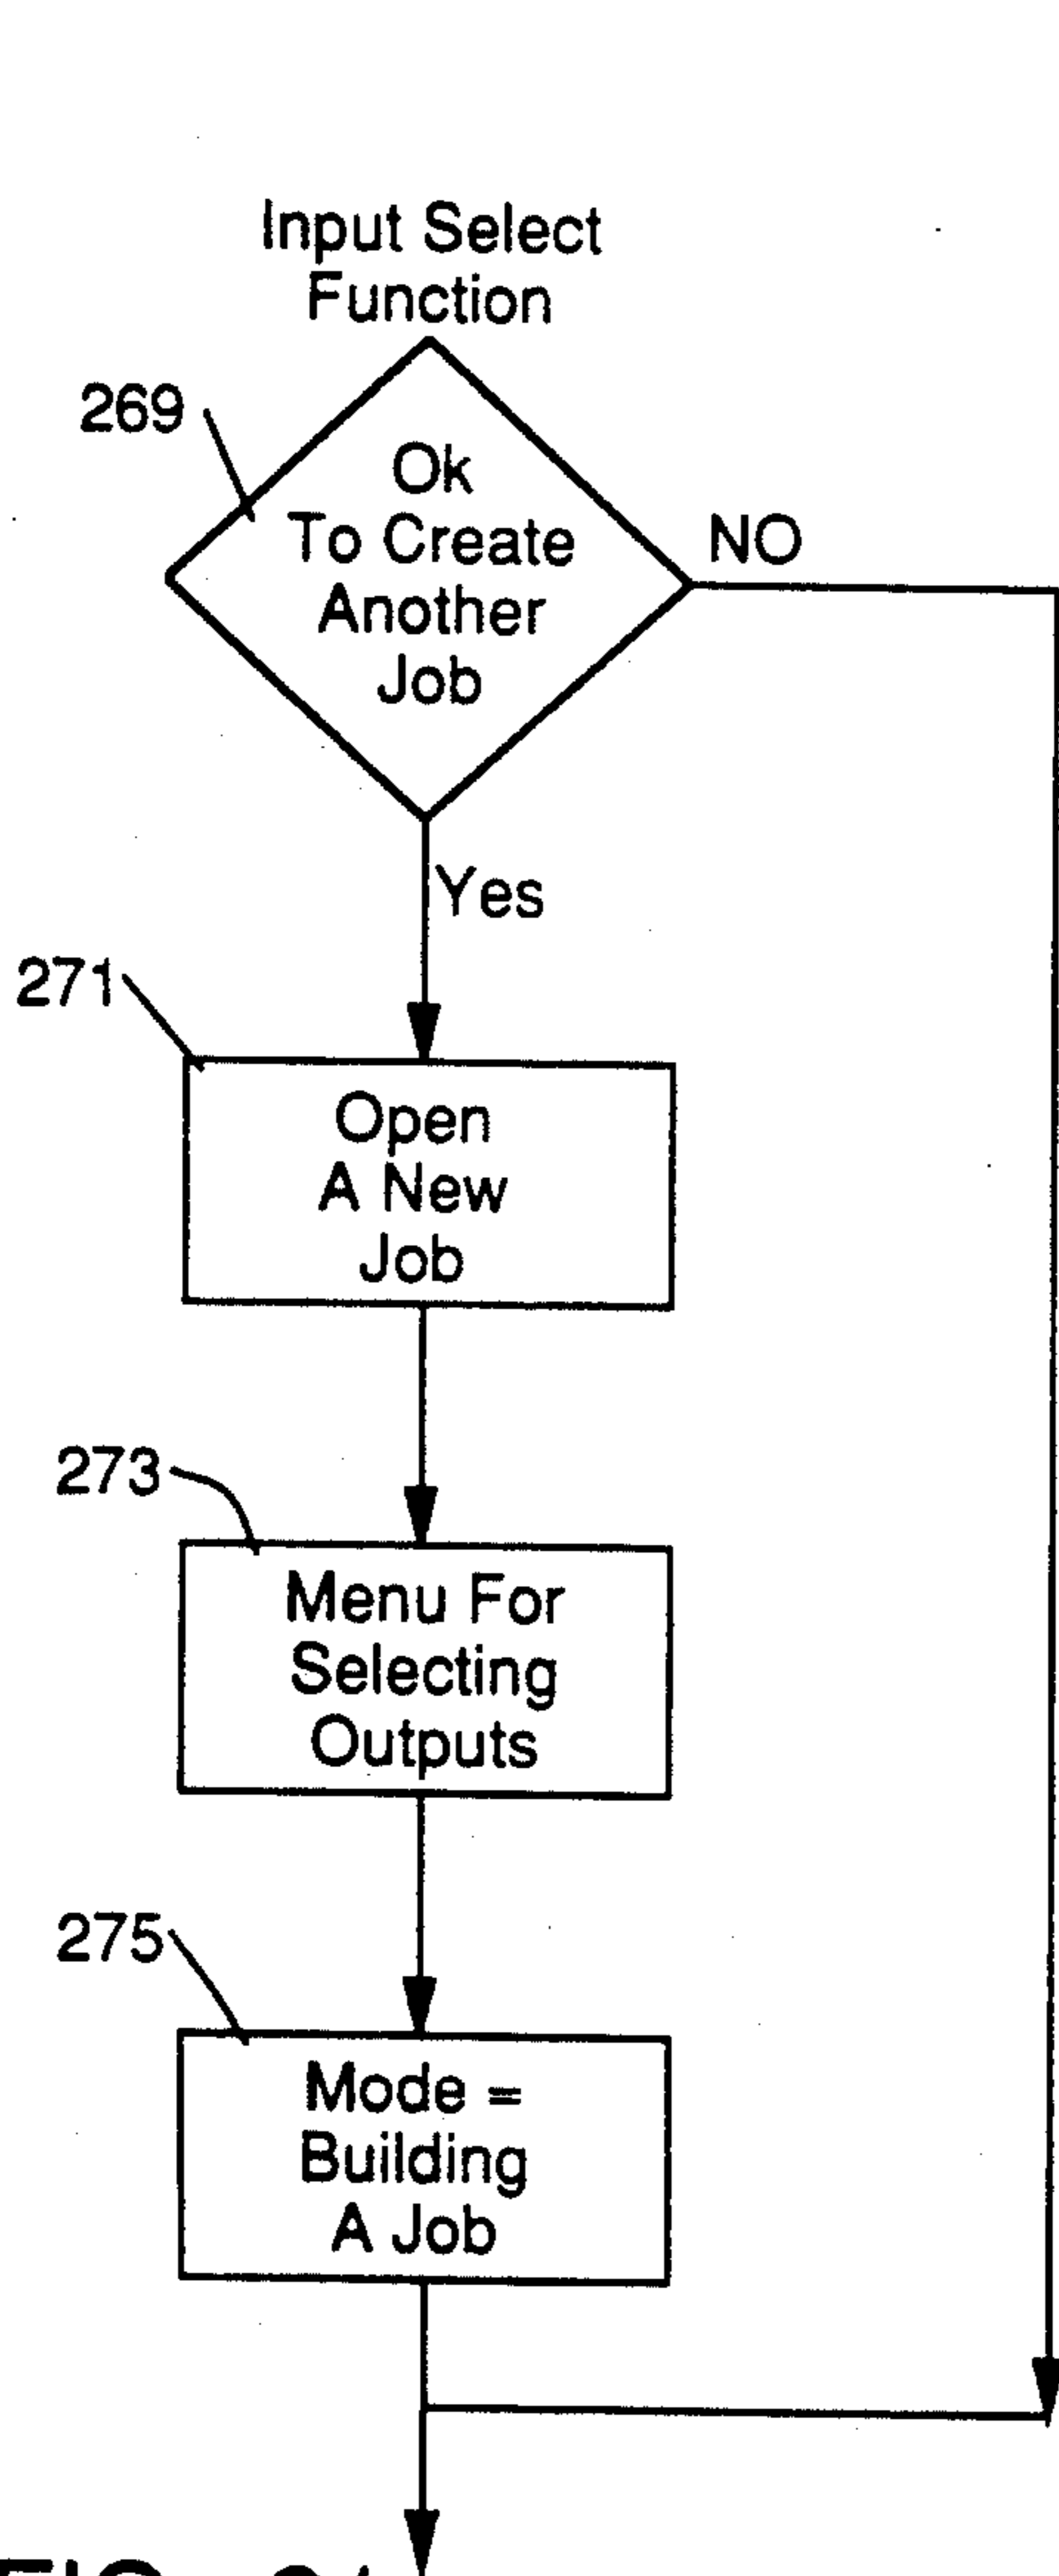 Input Select
Function
269
Ok
To Create
Another
Job
NO
Yes
271
Open
A New
Job
273
Menu For
Selecting
Outputs
275
Mode =
Building
A Job